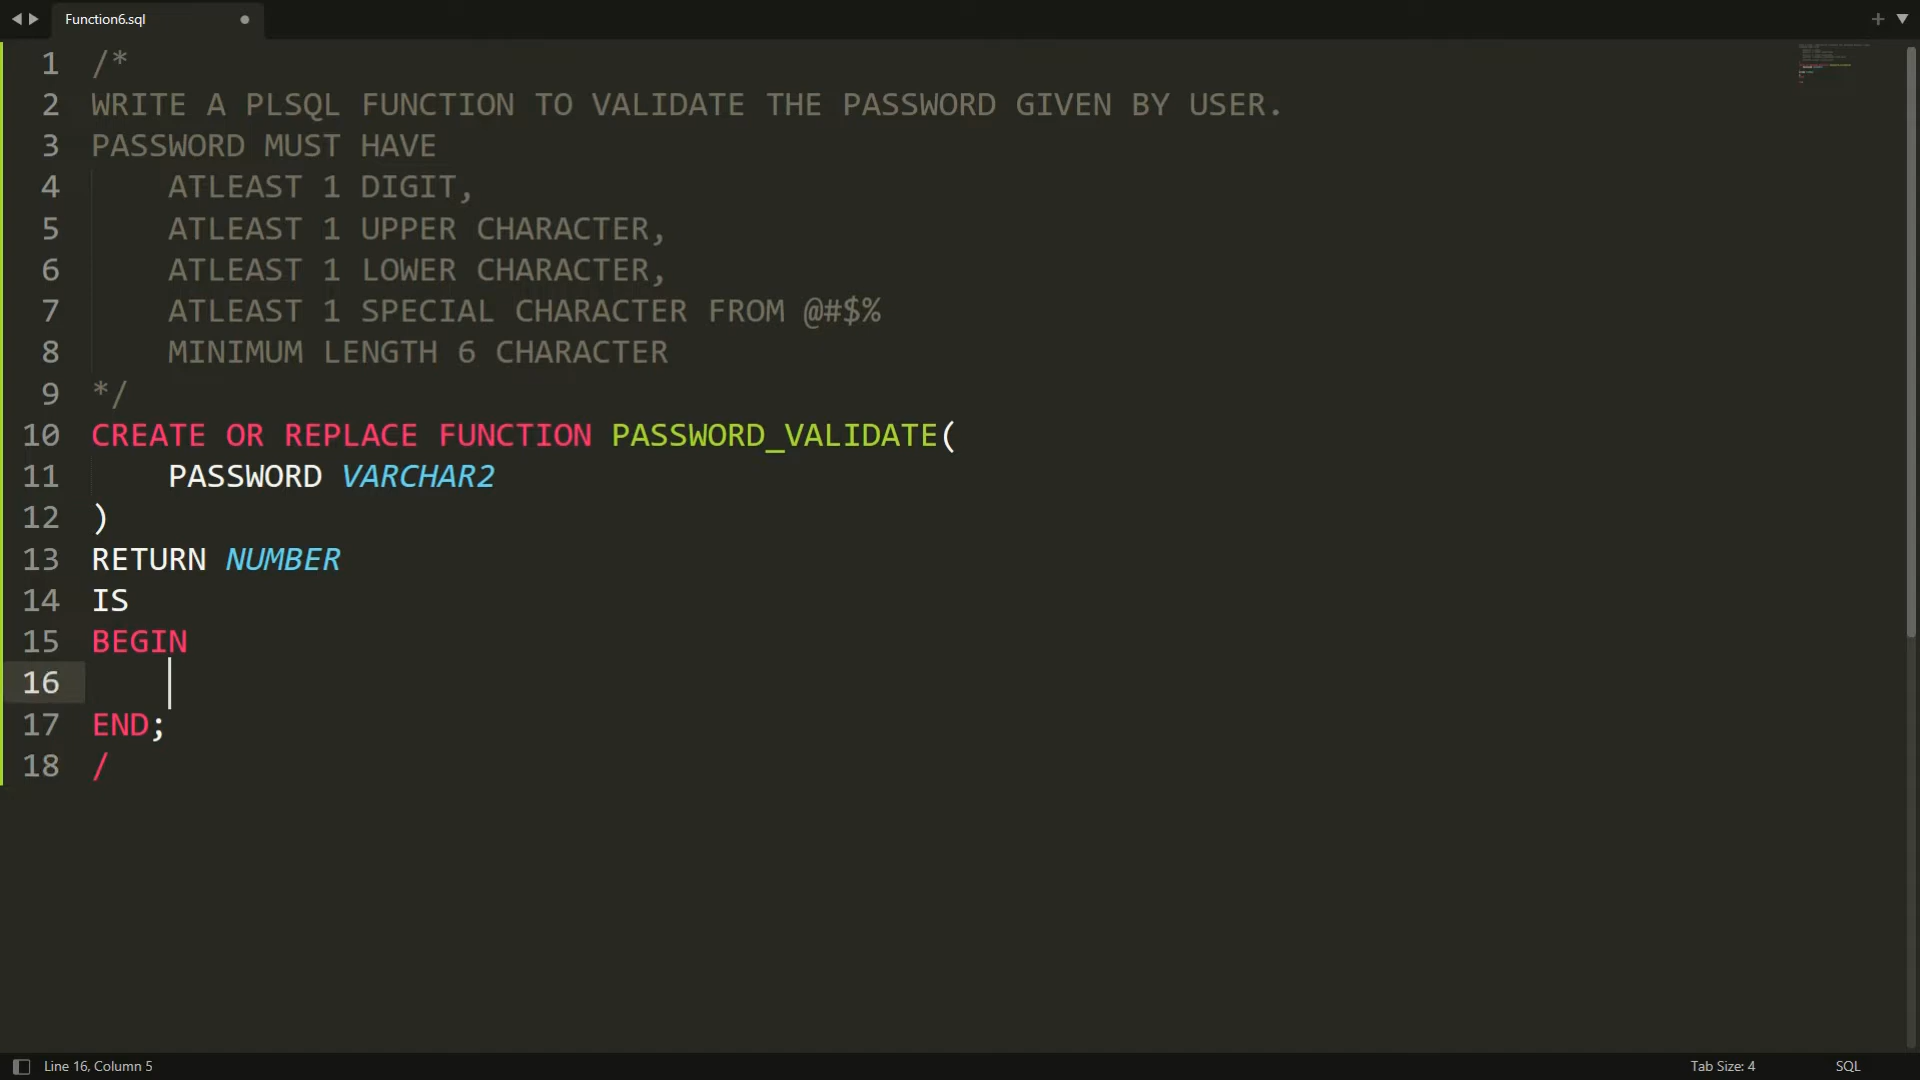 Function6.sql
1 /*
2 WRITE A PLSQL FUNCTION TO VALIDATE THE PASSWORD GIVEN BY USER.
3 PASSWORD MUST HAVE
4 ATLEAST 1 DIGIT,
5 ATLEAST 1 UPPER CHARACTER,
6 ATLEAST 1 LOWER CHARACTER,
7 ATLEAST 1 SPECIAL CHARACTER FROM @#$%
8 MINIMUM LENGTH 6 CHARACTER
9 */
10 CREATE OR REPLACE FUNCTION PASSWORD_VALIDATE(
11 PASSWORD VARCHAR2
12 )
13 RETURN NUMBER
14 IS
15 BEGIN
16
17 END;
18 /
Line 16, Column 5
Tab Size: 4
SQL